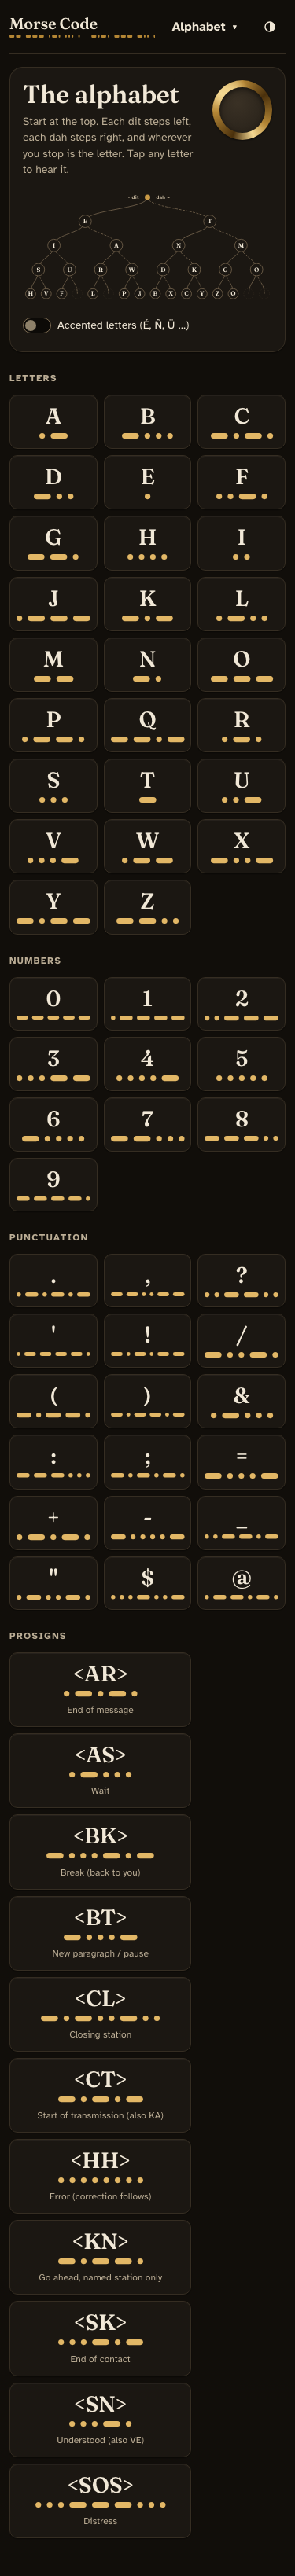 Morse Code
Alphabet ▾
The alphabet
Start at the top. Each dit steps left,
each dah steps right, and wherever
you stop is the letter. Tap any letter
to hear it.
· dit dah –
E T
I A N M
S U R W D K G O
H V F L P J B X C Y Z Q
Accented letters (É, Ñ, Ü ...)
LETTERS
A B C
D E F
G H I
J K L
M N O
P Q R
S T U
V W X
Y Z
NUMBERS
0 1 2
3 4 5
6 7 8
9
PUNCTUATION
. , ?
' ! /
( ) &
: ; =
+ - _
" $ @
PROSIGNS
<AR>
End of message
<AS>
Wait
<BK>
Break (back to you)
<BT>
New paragraph / pause
<CL>
Closing station
<CT>
Start of transmission (also KA)
<HH>
Error (correction follows)
<KN>
Go ahead, named station only
<SK>
End of contact
<SN>
Understood (also VE)
<SOS>
Distress